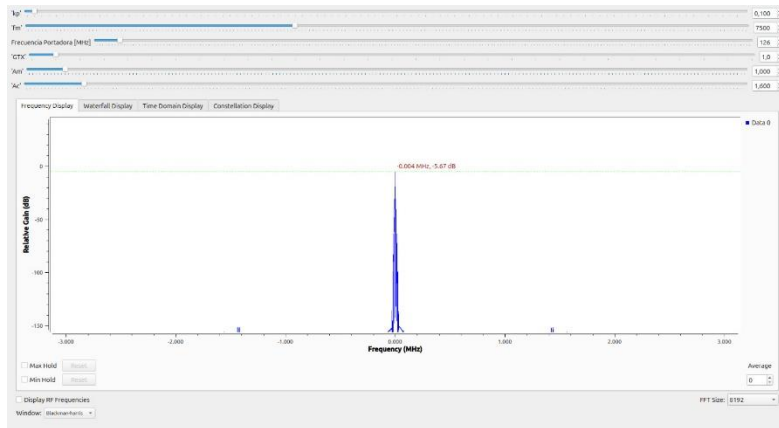 'kp' 0,100
'Fm' 7500
Frecuencia Portadora [MHz] 126
'GTX' 1,0
'Am' 1,000
'Ac' 1,600
Frequency Display Waterfall Display Time Domain Display Constellation Display
Data 0
-0.004 MHz, -5.67 dB
0
-50
-100
-150
Relative Gain (dB)
-3.000 -2.000 -1.000 0.000 1.000 2.000 3.000
Frequency (MHz)
Max Hold Reset Average
Min Hold Reset 0
Display RF Frequencies FFT Size: 8192
Window: Blackman-harris